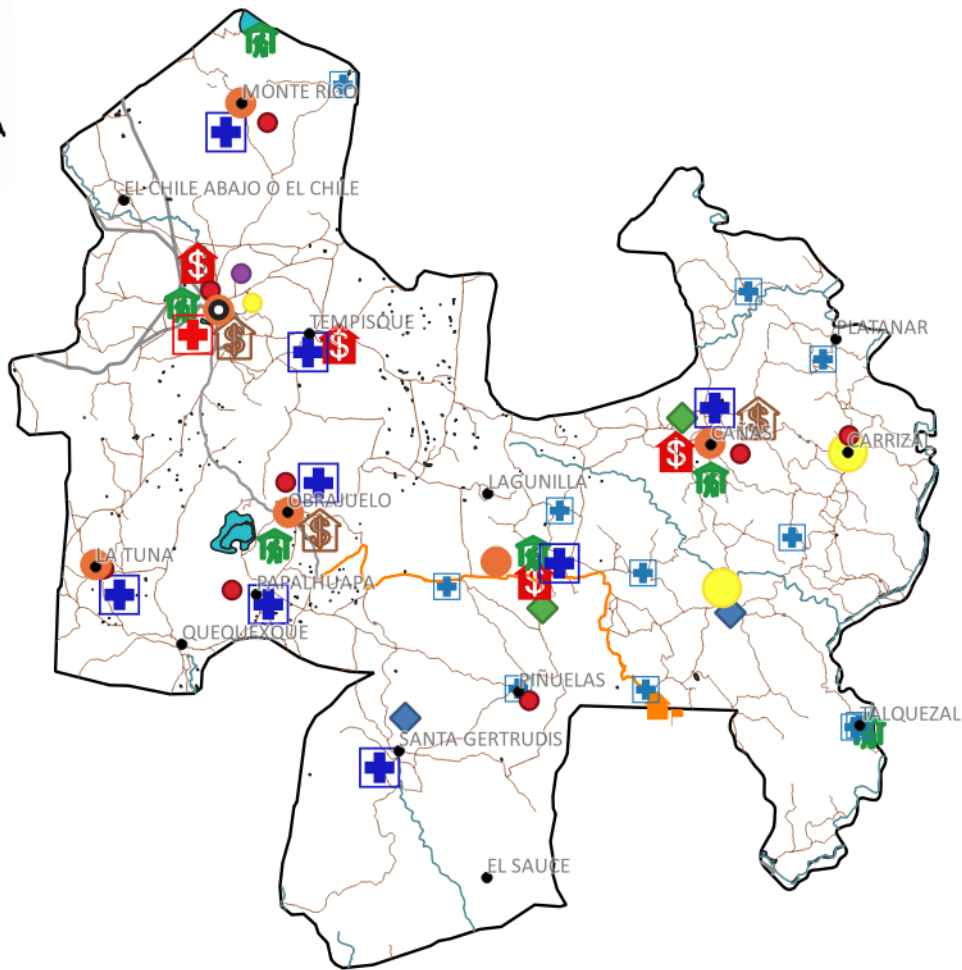 MONTE RICO
EL CHILE ABAJO O EL CHILE
TEMPISQUE
PLATANAR
CAÑAS
CARRIZAL
LAGUNILLA
OBRAJUELO
LA TUNA
PAPALHUAPA
QUEQUEXQUE
PIÑUELAS
TALQUEZAL
SANTA GERTRUDIS
EL SAUCE